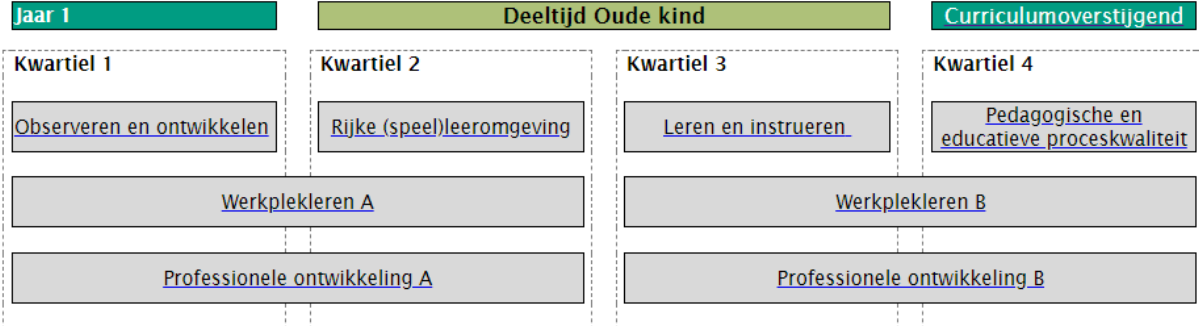 Jaar 1
Deeltijd Oude kind
Curriculumoverstijgend
Kwartiel 1
Kwartiel 2
Kwartiel 3
Kwartiel 4
Observeren en ontwikkelen
Rijke (speel)leeromgeving
Leren en instrueren
Pedagogische en
educatieve proceskwaliteit
Werkplekleren A
Werkplekleren B
Professionele ontwikkeling A
Professionele ontwikkeling B